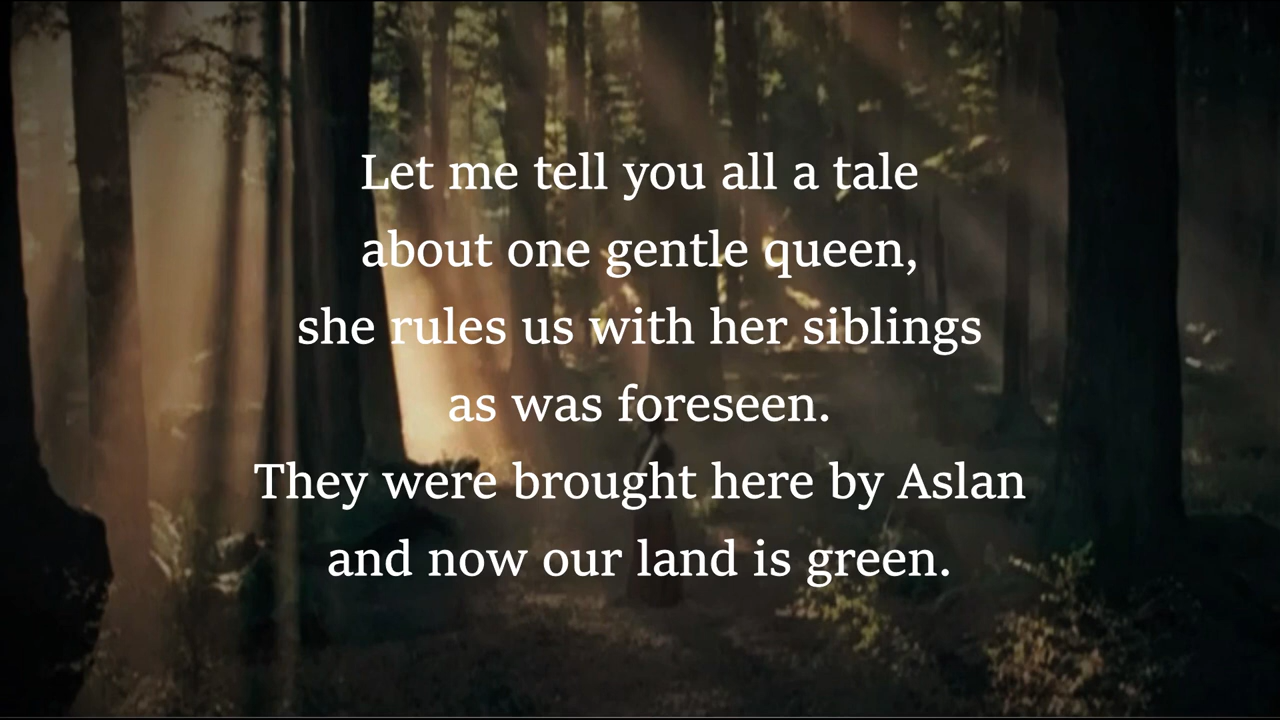 Let me tell you all a tale
about one gentle queen,
she rules us with her siblings
as was foreseen.
They were brought here by Aslan
and now our land is green.